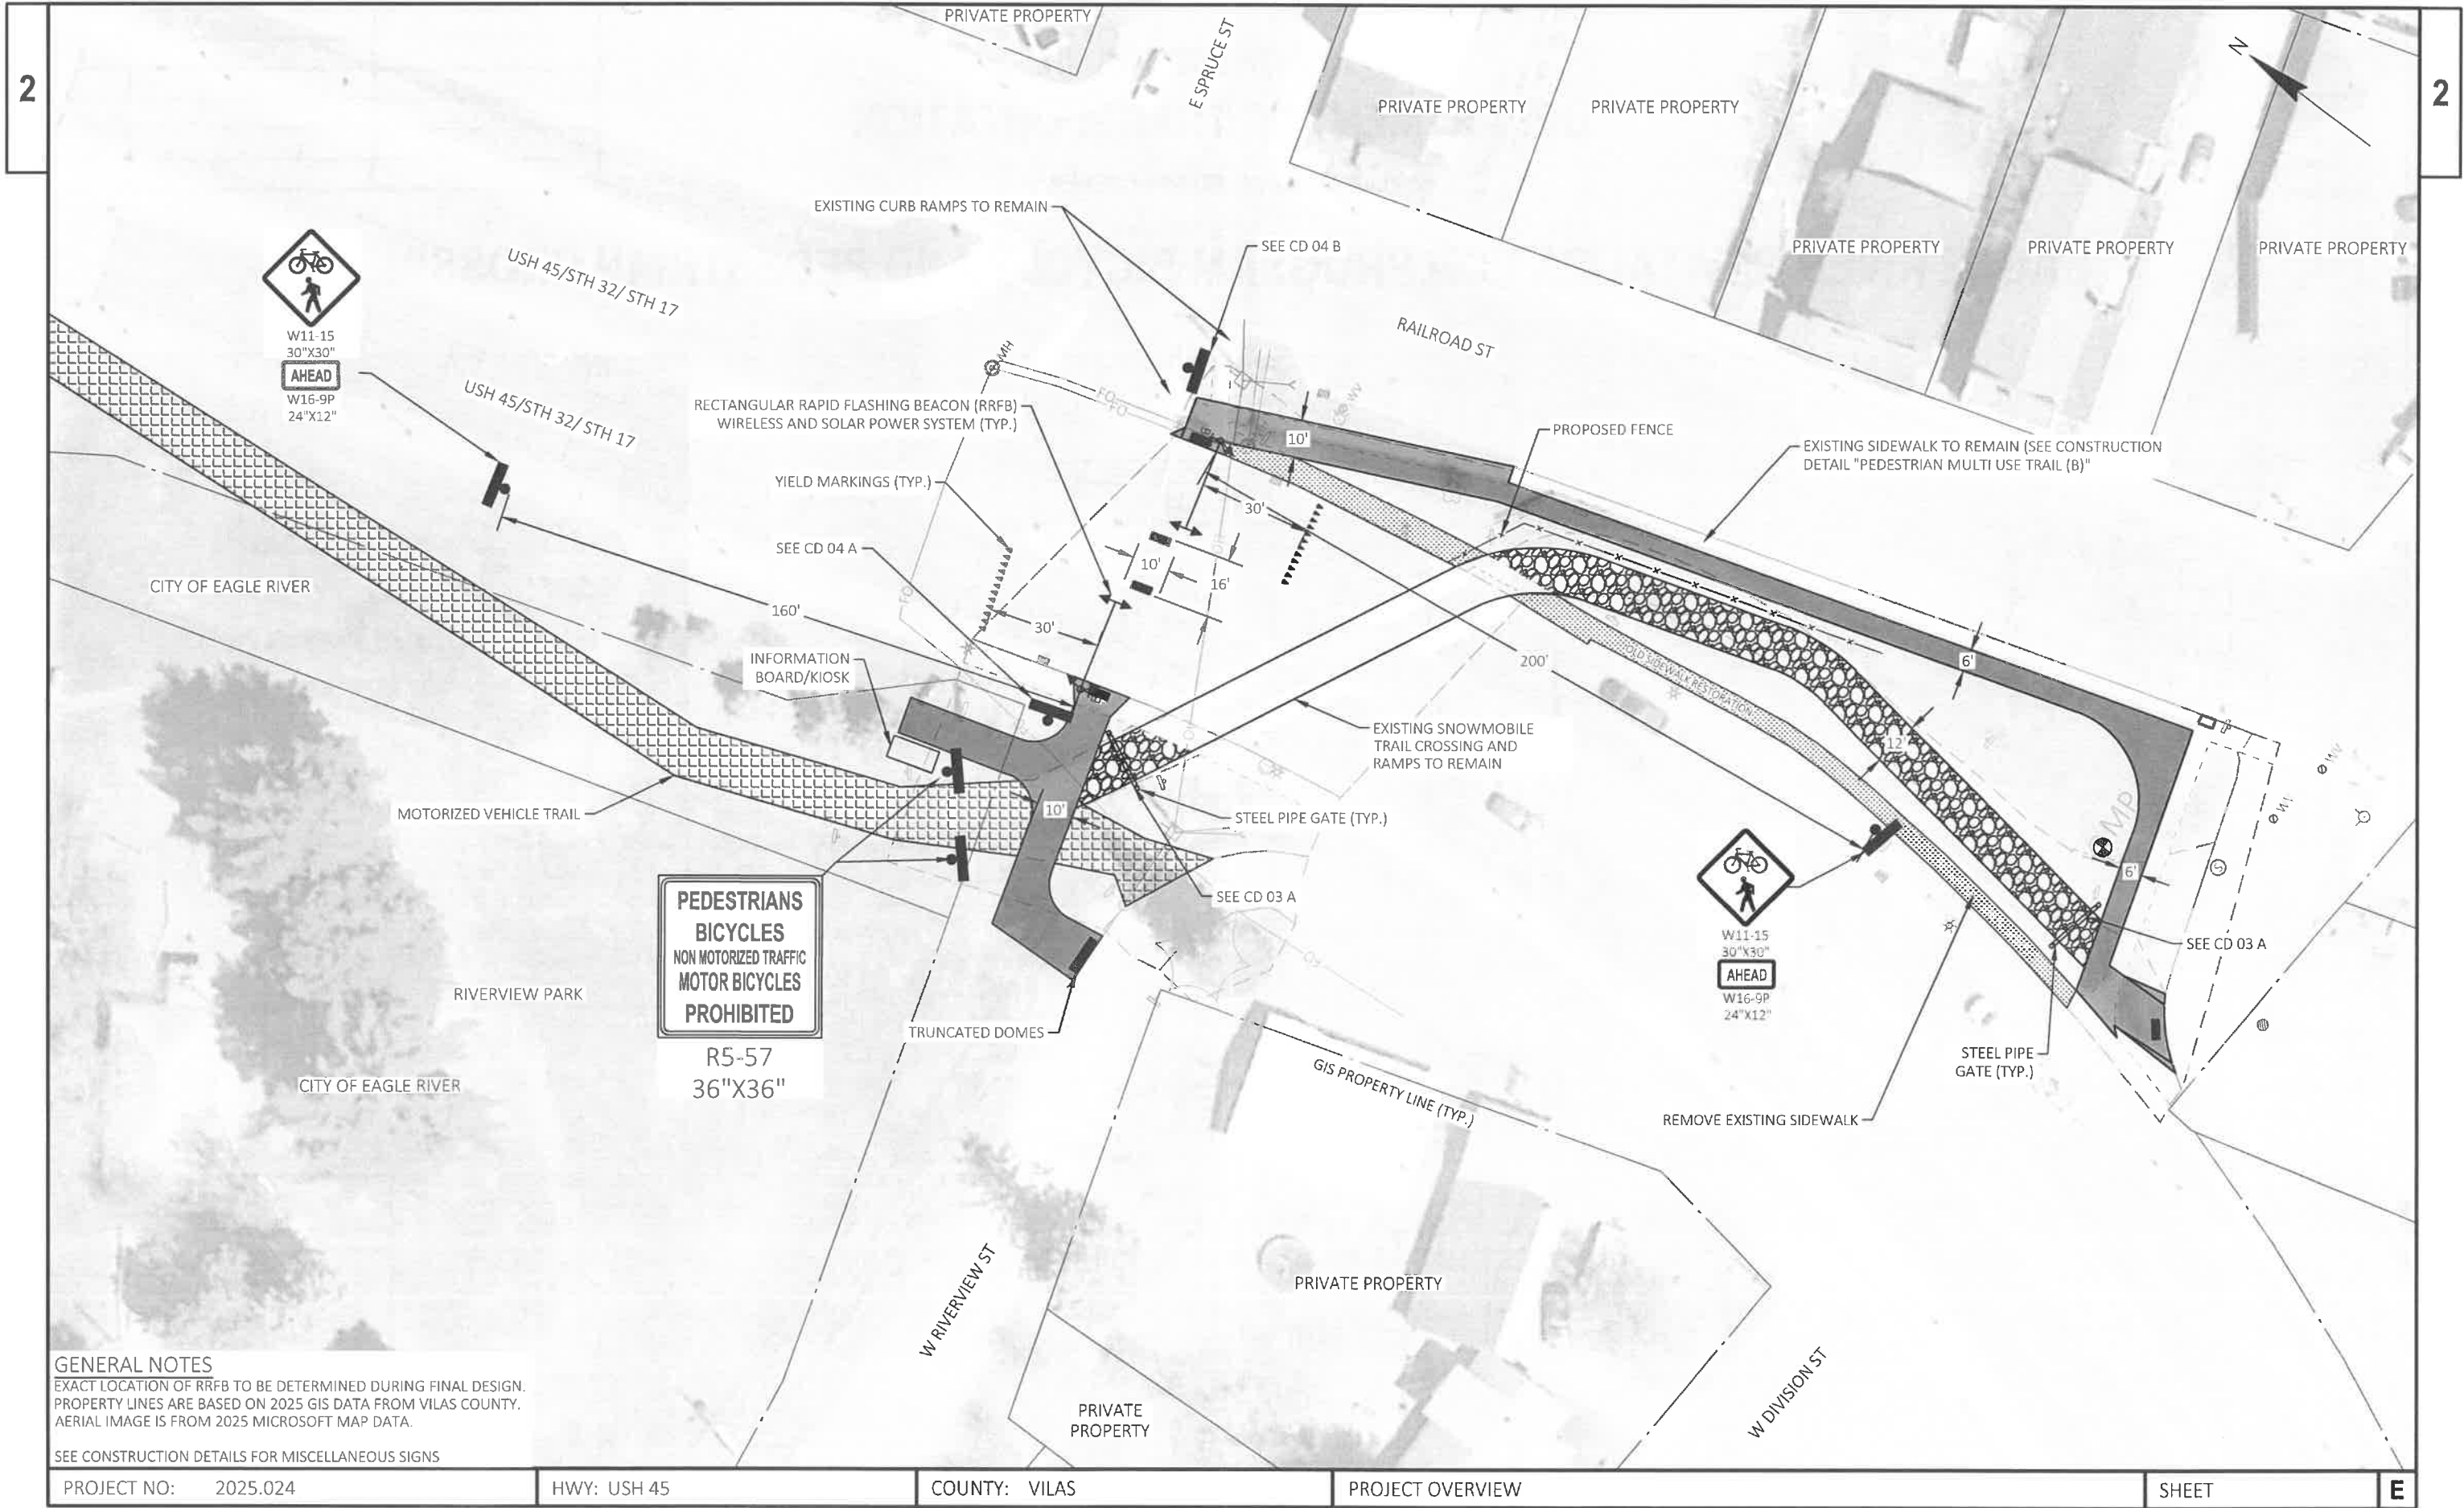 2
2
PRIVATE PROPERTY
E SPRUCE ST
N
PRIVATE PROPERTY
PRIVATE PROPERTY
EXISTING CURB RAMPS TO REMAIN
SEE CD 04 B
PRIVATE PROPERTY
PRIVATE PROPERTY
PRIVATE PROPERTY
USH 45/STH 32/ STH 17
W11-15
30"X30"
AHEAD
W16-9P
24"X12"
USH 45/STH 32/ STH 17
RAILROAD ST
MH
FO
FO
WV
RECTANGULAR RAPID FLASHING BEACON (RRFB)
WIRELESS AND SOLAR POWER SYSTEM (TYP.)
10'
PROPOSED FENCE
EXISTING SIDEWALK TO REMAIN (SEE CONSTRUCTION
DETAIL "PEDESTRIAN MULTI USE TRAIL (B)"
YIELD MARKINGS (TYP.)
30'
SEE CD 04 A
10'
16'
CITY OF EAGLE RIVER
FO
160'
30'
INFORMATION
BOARD/KIOSK
200'
OLD SIDEWALK RESTORATION
6'
EXISTING SNOWMOBILE
TRAIL CROSSING AND
RAMPS TO REMAIN
12'
WV
MOTORIZED VEHICLE TRAIL
10'
STEEL PIPE GATE (TYP.)
MP
6'
S
SEE CD 03 A
PEDESTRIANS
BICYCLES
NON MOTORIZED TRAFFIC
MOTOR BICYCLES
PROHIBITED
R5-57
36"X36"
W11-15
30"X30"
AHEAD
W16-9P
24"X12"
SEE CD 03 A
RIVERVIEW PARK
TRUNCATED DOMES
STEEL PIPE
GATE (TYP.)
CITY OF EAGLE RIVER
GIS PROPERTY LINE (TYP.)
REMOVE EXISTING SIDEWALK
W RIVERVIEW ST
PRIVATE PROPERTY
W DIVISION ST
PRIVATE
PROPERTY
GENERAL NOTES
EXACT LOCATION OF RRFB TO BE DETERMINED DURING FINAL DESIGN.
PROPERTY LINES ARE BASED ON 2025 GIS DATA FROM VILAS COUNTY.
AERIAL IMAGE IS FROM 2025 MICROSOFT MAP DATA.
SEE CONSTRUCTION DETAILS FOR MISCELLANEOUS SIGNS
PROJECT NO: 2025.024
HWY: USH 45
COUNTY: VILAS
PROJECT OVERVIEW
SHEET
E